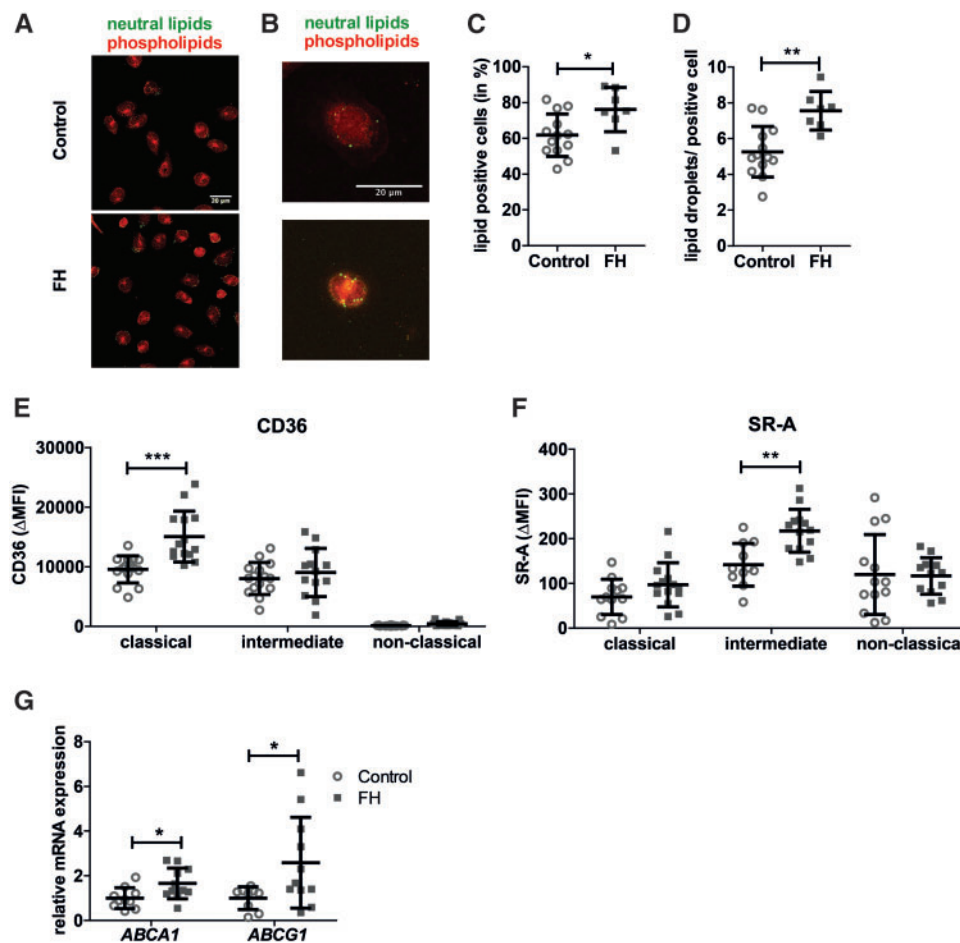 A
neutral lipids
phospholipids
Control
20 µm
FH
B
neutral lipids
phospholipids
20 µm
C
lipid positive cells (in %)
100
80
60
40
20
0
*
Control FH
D
lipid droplets/ positive cell
10
8
6
4
2
0
**
Control FH
E
CD36
CD36 (ΔMFI)
30000
20000
10000
0
***
classical intermediate non-classical
F
SR-A
SR-A (ΔMFI)
400
300
200
100
0
**
classical intermediate non-classical
G
relative mRNA expression
8
6
4
2
0
*
*
ABCA1 ABCG1
Control
FH